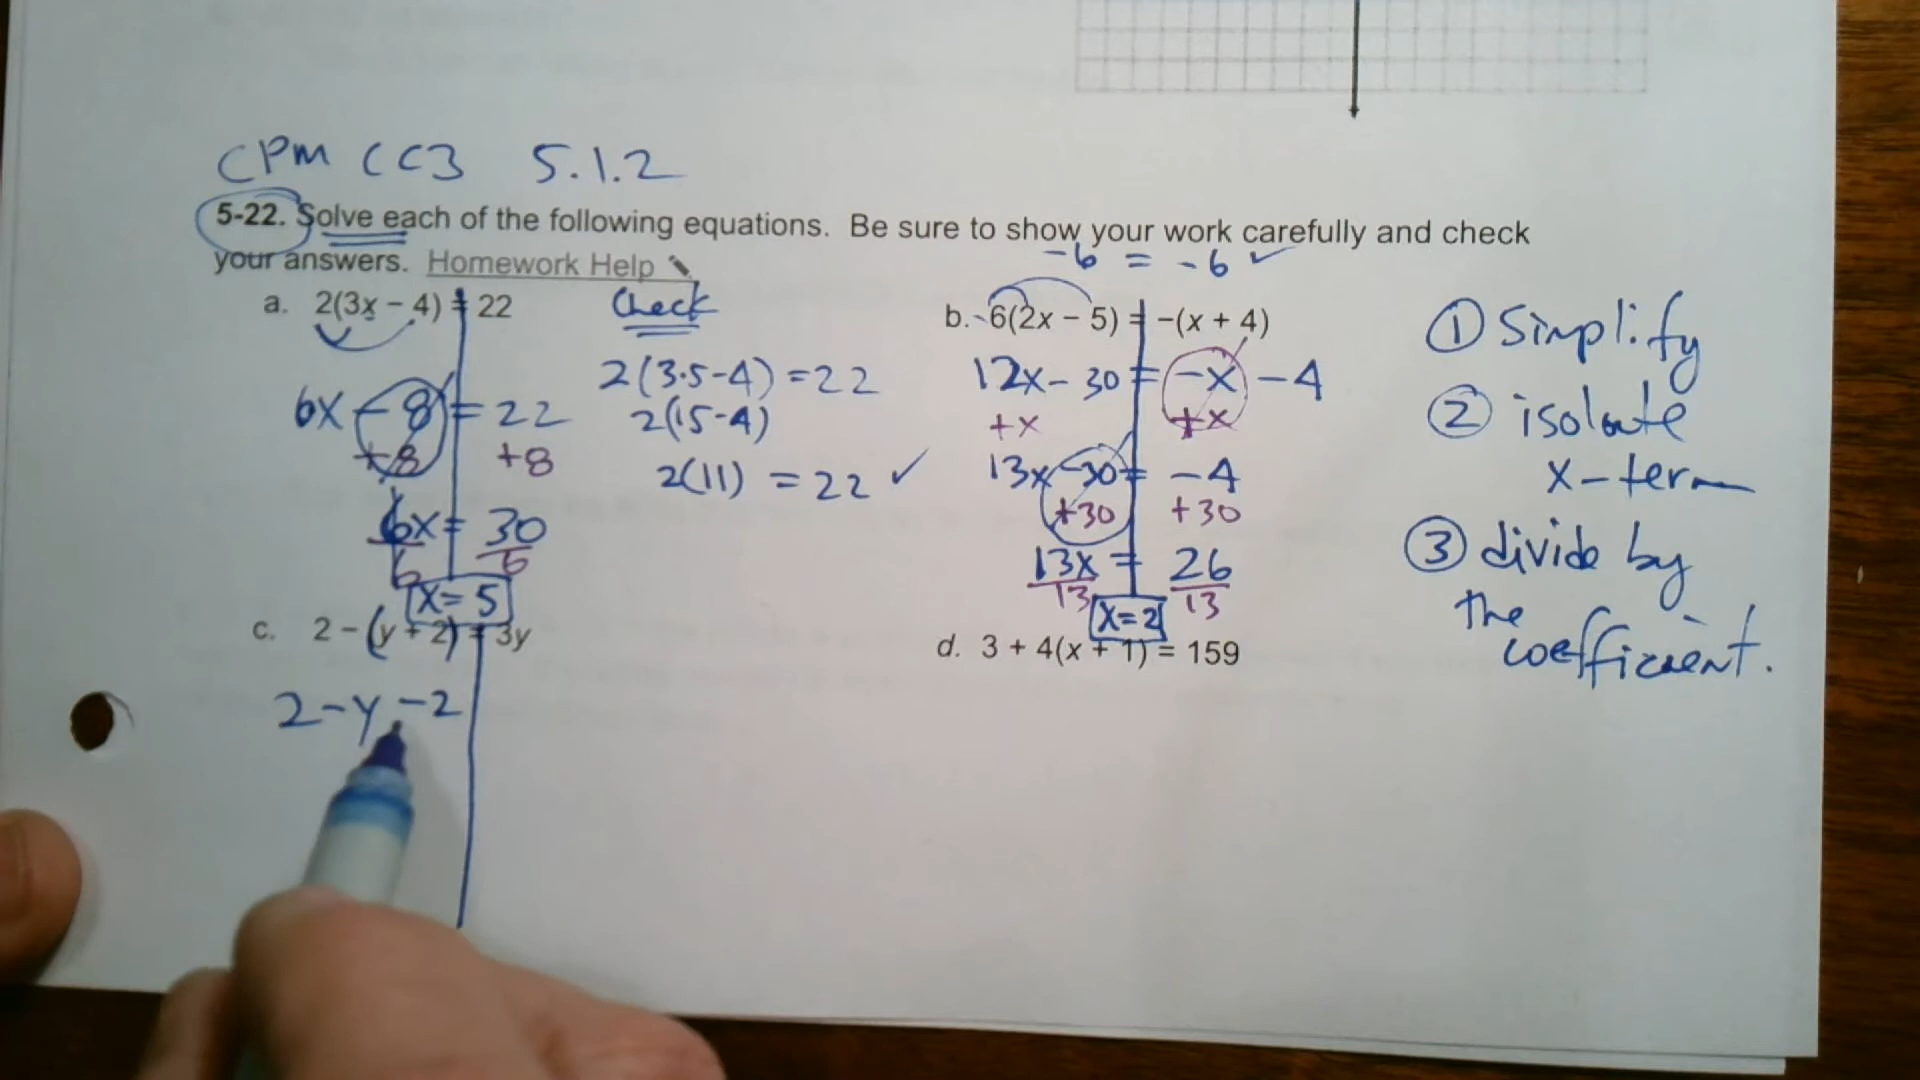 CPM CC3 5.1.2
5-22. Solve each of the following equations. Be sure to show your work carefully and check
your answers. Homework Help
-6 = -6 ✓
a. 2(3x – 4) = 22
6x - 8 = 22
+8 +8
6x = 30
6 6
x = 5
Check
2(3·5-4) = 22
2(15-4)
2(11) = 22 ✓
b. -6(2x – 5) = –(x + 4)
12x - 30 = -x - 4
+x +x
13x - 30 = -4
+30 +30
13x = 26
13 13
x = 2
① Simplify
② isolate
x-term
③ divide by
the
coefficient.
c. 2 – (y + 2) = 3y
2 - y - 2
d. 3 + 4(x + 1) = 159